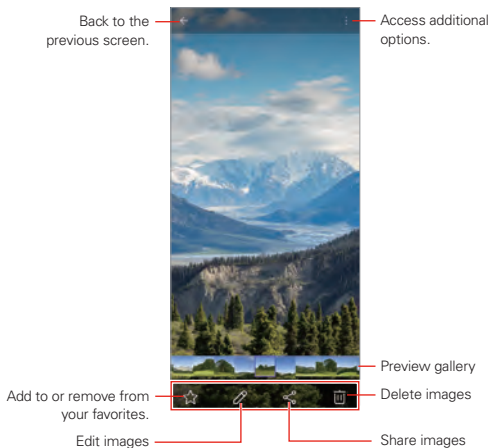 Back to the
previous screen.
Access additional
options.
Preview gallery
Add to or remove from
your favorites.
Delete images
Edit images
Share images